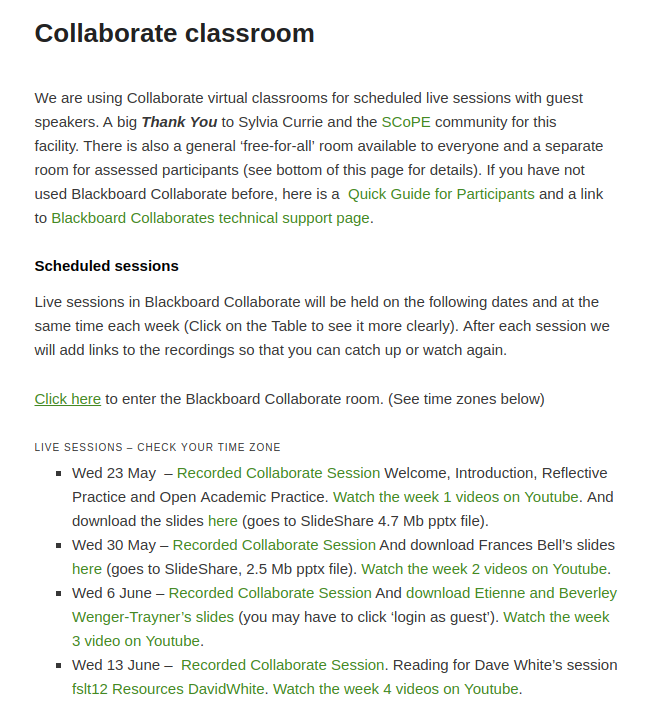 Collaborate classroom
We are using Collaborate virtual classrooms for scheduled live sessions with guest
speakers. A big Thank You to Sylvia Currie and the SCoPE community for this
facility. There is also a general ‘free-for-all’ room available to everyone and a separate
room for assessed participants (see bottom of this page for details). If you have not
used Blackboard Collaborate before, here is a  Quick Guide for Participants and a link
to Blackboard Collaborates technical support page.
Scheduled sessions
Live sessions in Blackboard Collaborate will be held on the following dates and at the
same time each week (Click on the Table to see it more clearly). After each session we
will add links to the recordings so that you can catch up or watch again.
Click here to enter the Blackboard Collaborate room. (See time zones below)
LIVE SESSIONS – CHECK YOUR TIME ZONE
▪ Wed 23 May  – Recorded Collaborate Session Welcome, Introduction, Reflective
Practice and Open Academic Practice. Watch the week 1 videos on Youtube. And
download the slides here (goes to SlideShare 4.7 Mb pptx file).
▪ Wed 30 May – Recorded Collaborate Session And download Frances Bell’s slides
here (goes to SlideShare, 2.5 Mb pptx file). Watch the week 2 videos on Youtube.
▪ Wed 6 June – Recorded Collaborate Session And download Etienne and Beverley
Wenger-Trayner’s slides (you may have to click ‘login as guest’). Watch the week
3 video on Youtube.
▪ Wed 13 June –  Recorded Collaborate Session. Reading for Dave White’s session
fslt12 Resources DavidWhite. Watch the week 4 videos on Youtube.